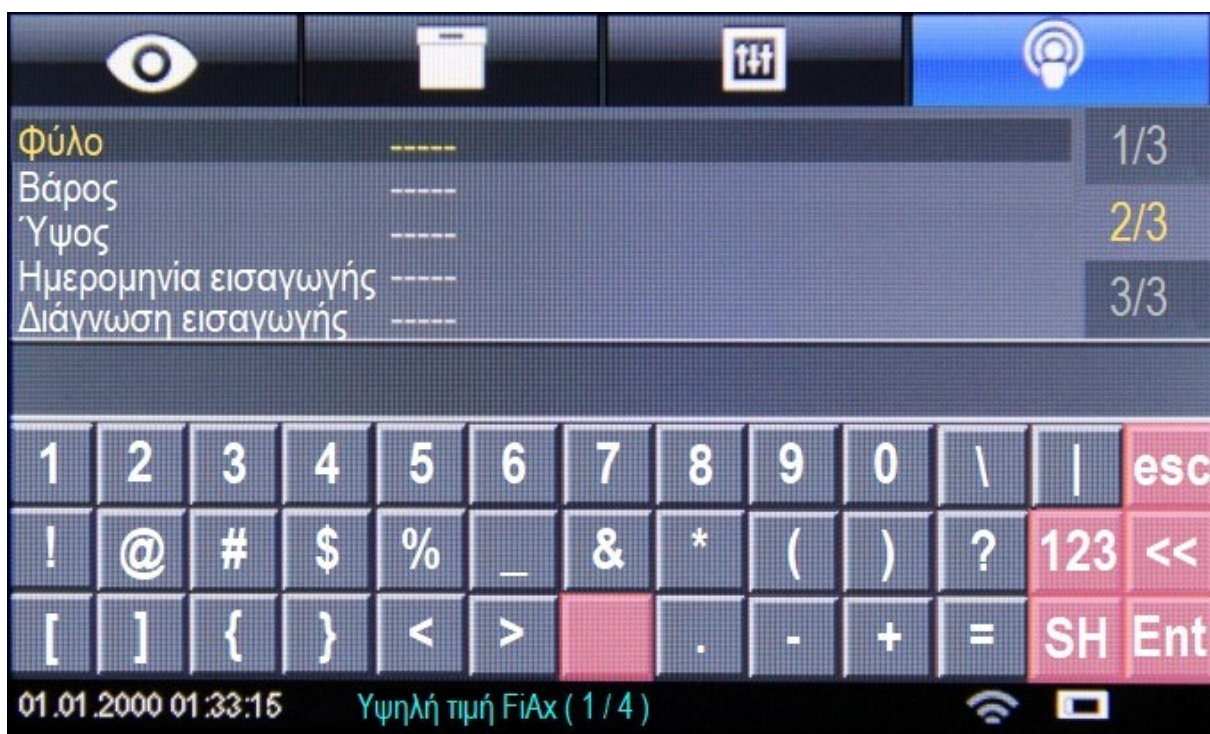 Φύλο ----- 1/3
Βάρος -----
Ύψος ----- 2/3
Ημερομηνία εισαγωγής -----
Διάγνωση εισαγωγής ----- 3/3
1 2 3 4 5 6 7 8 9 0 \ | esc
! @ # $ % _ & * ( ) ? 123 <<
[ ] { } < > . - + = SH Ent
01.01.2000 01:33:15 Υψηλή τιμή FiAx ( 1 / 4 )